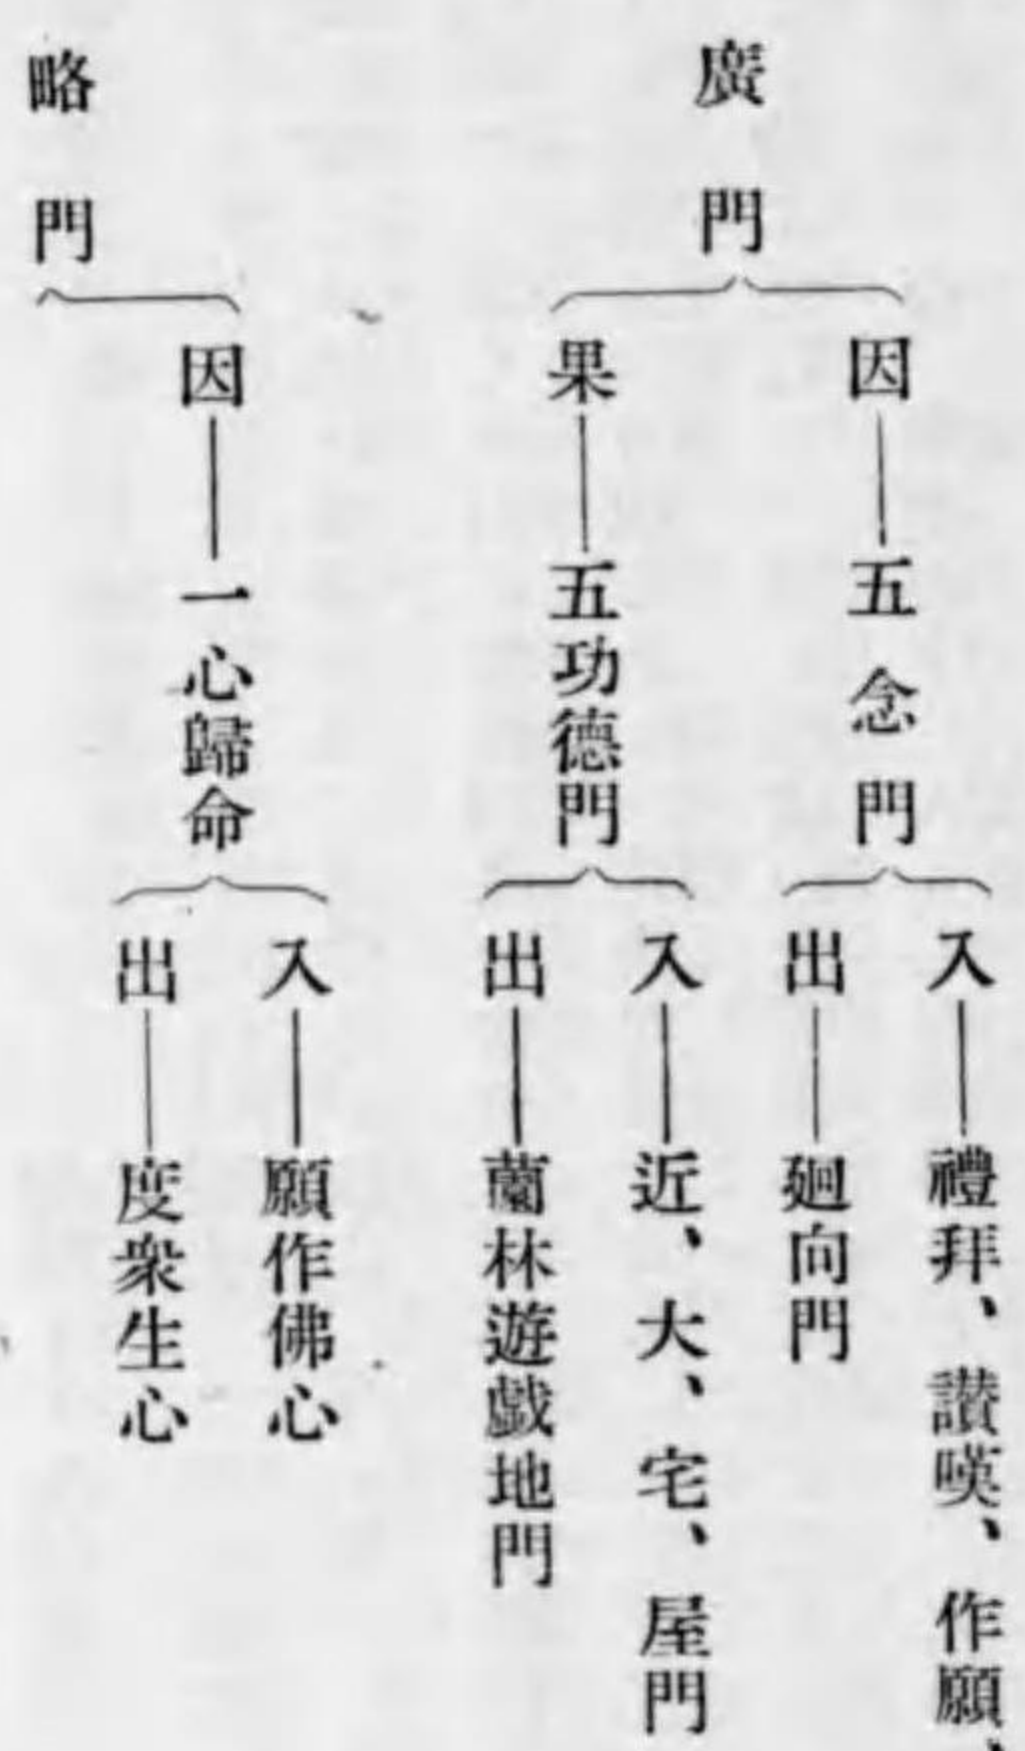 廣門
因
五念門
入
禮拜、讃嘆、作願、
出
廻向門
果
五功德門
入
近、大、宅、屋門
出
蘭林遊戯地門
略門
因
一心歸命
入
願作佛心
出
度衆生心